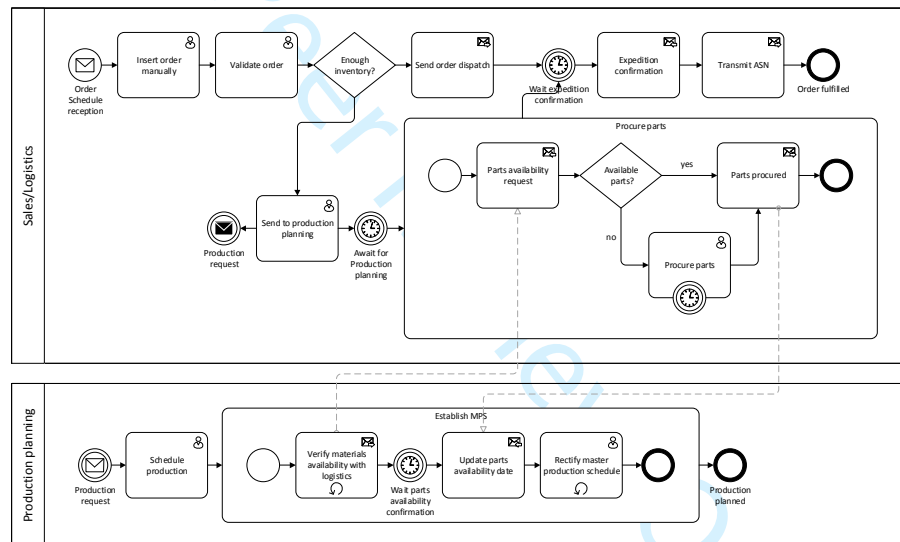 Sales/Logistics
Order
Schedule
reception
Insert order
manually
Validate order
Enough
inventory?
Send order dispatch
Wait expedition
confirmation
Expedition
confirmation
Transmit ASN
Order fulfilled
Production
request
Send to production
planning
Await for
Production
planning
Procure parts
Parts availability
request
Available
parts?
yes
no
Parts procured
Procure parts
Production planning
Production
request
Schedule
production
Establish MPS
Verify materials
availability with
logistics
Wait parts
availability
confirmation
Update parts
availability date
Rectify master
production schedule
Production
planned